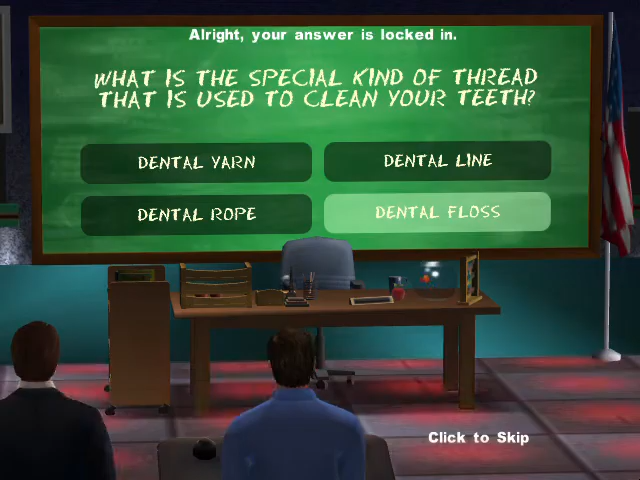 Alright, your answer is locked in.
WHAT IS THE SPECIAL KIND OF THREAD
THAT IS USED TO CLEAN YOUR TEETH?
DENTAL YARN
DENTAL LINE
DENTAL ROPE
DENTAL FLOSS
Click to Skip